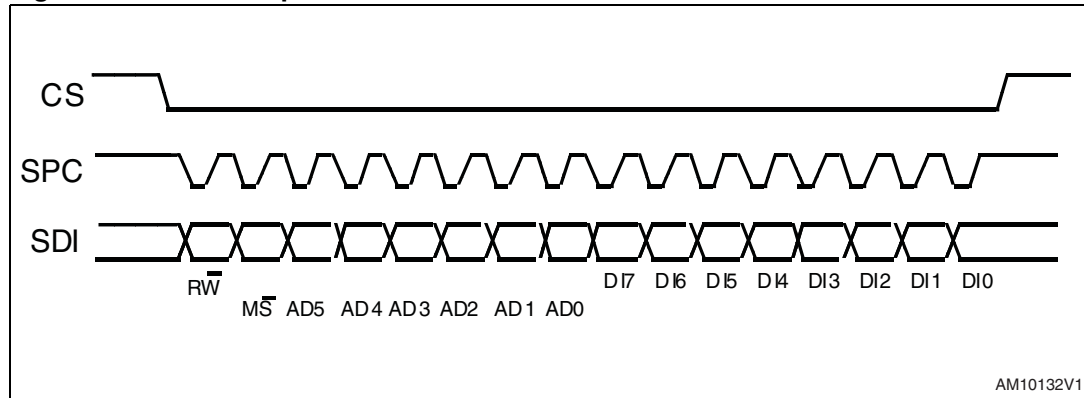 CS
SPC
SDI
RW̅
DI7 DI6 DI5 DI4 DI3 DI2 DI1 DI0
MS̅ AD5 AD4 AD3 AD2 AD1 AD0
AM10132V1